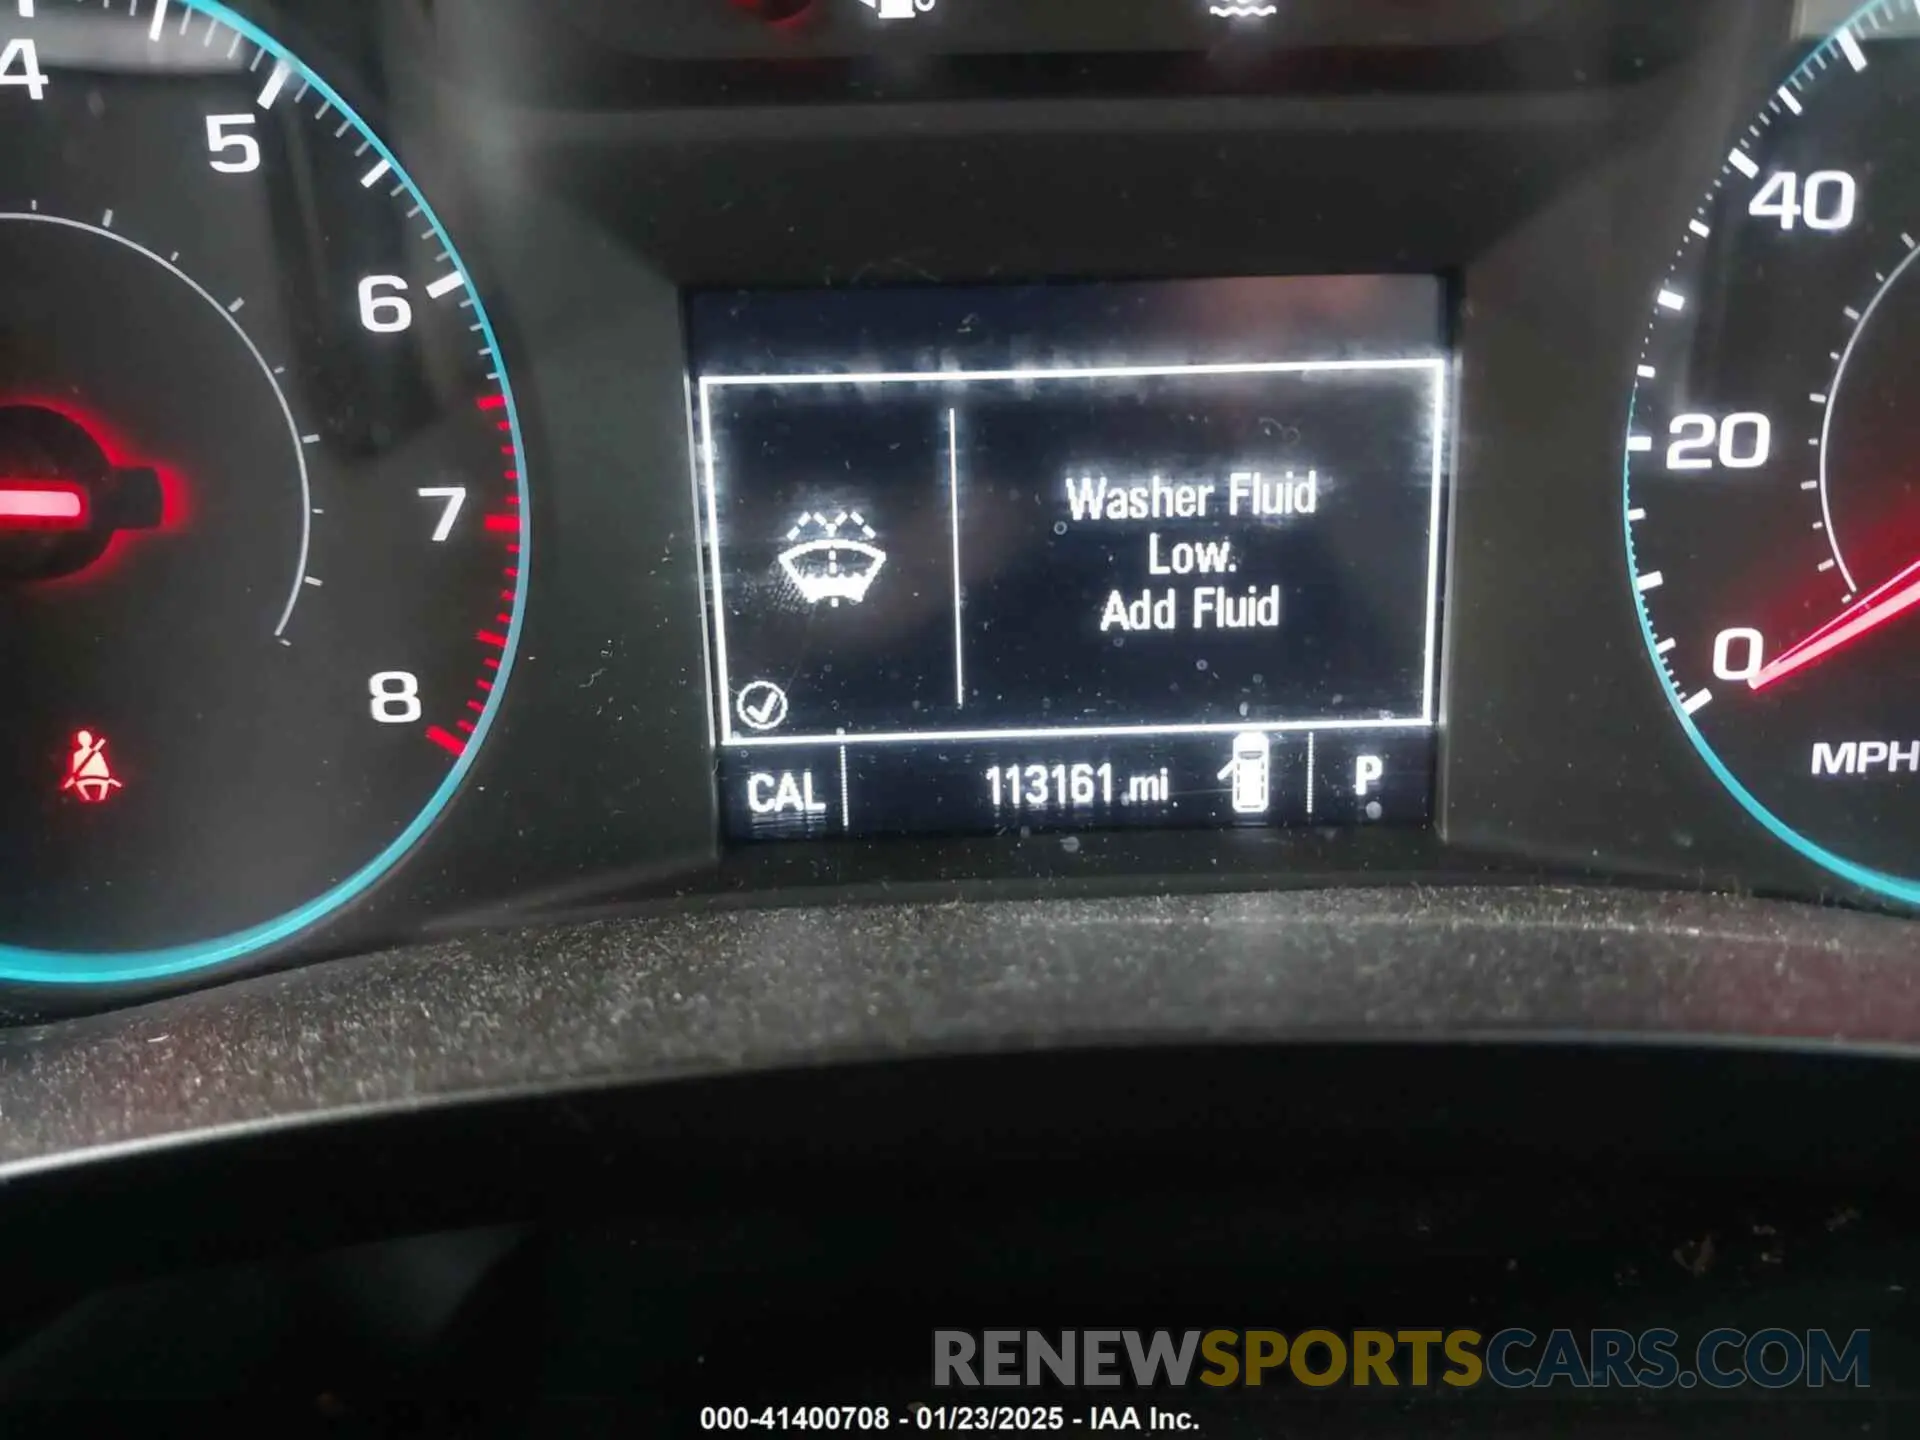 4
5
6
7
8
40
20
0
MPH
Washer Fluid
Low.
Add Fluid
CAL
113161 mi
P
RENEWSPORTSCARS.COM
000-41400708 - 01/23/2025 - IAA Inc.